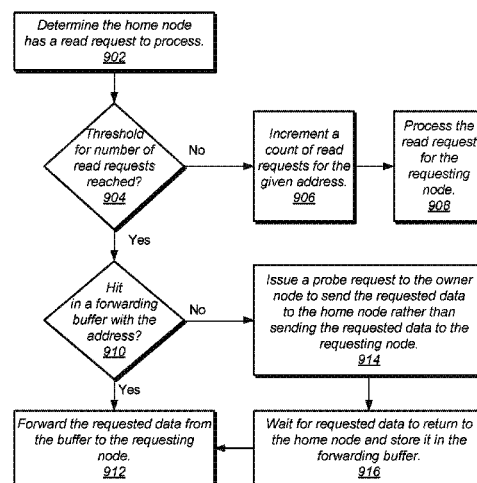 Determine the home node
has a read request to process.
902
Threshold
for number of
read requests
reached?
904
No
Increment a
count of read
requests for the
given address.
906
Process the
read request
for the
requesting
node.
908
Yes
Hit
in a forwarding
buffer with the
address?
910
No
Issue a probe request to the owner
node to send the requested data
to the home node rather than
sending the requested data to the
requesting node.
914
Yes
Forward the requested data from
the buffer to the requesting
node.
912
Wait for requested data to return to
the home node and store it in the
forwarding buffer.
916